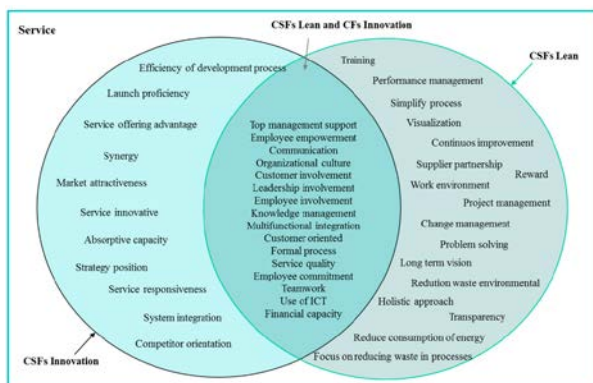 Service
CSFs Lean and CFs Innovation
CSFs Lean
Efficiency of development process
Launch proficiency
Service offering advantage
Synergy
Market attractiveness
Service innovative
Absorptive capacity
Strategy position
Service responsiveness
System integration
Competitor orientation
CSFs Innovation
Top management support
Employee empowerment
Communication
Organizational culture
Customer involvement
Leadership involvement
Employee involvement
Knowledge management
Multifunctional integration
Customer oriented
Formal process
Service quality
Employee commitment
Teamwork
Use of ICT
Financial capacity
Training
Performance management
Simplify process
Visualization
Continuos improvement
Supplier partnership
Reward
Work environment
Project management
Change management
Problem solving
Long term vision
Redution waste environmental
Holistic approach
Transparency
Reduce consumption of energy
Focus on reducing waste in processes